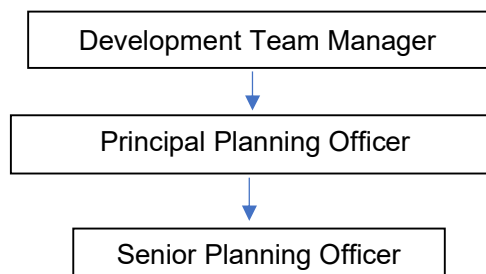 Development Team Manager
Principal Planning Officer
Senior Planning Officer